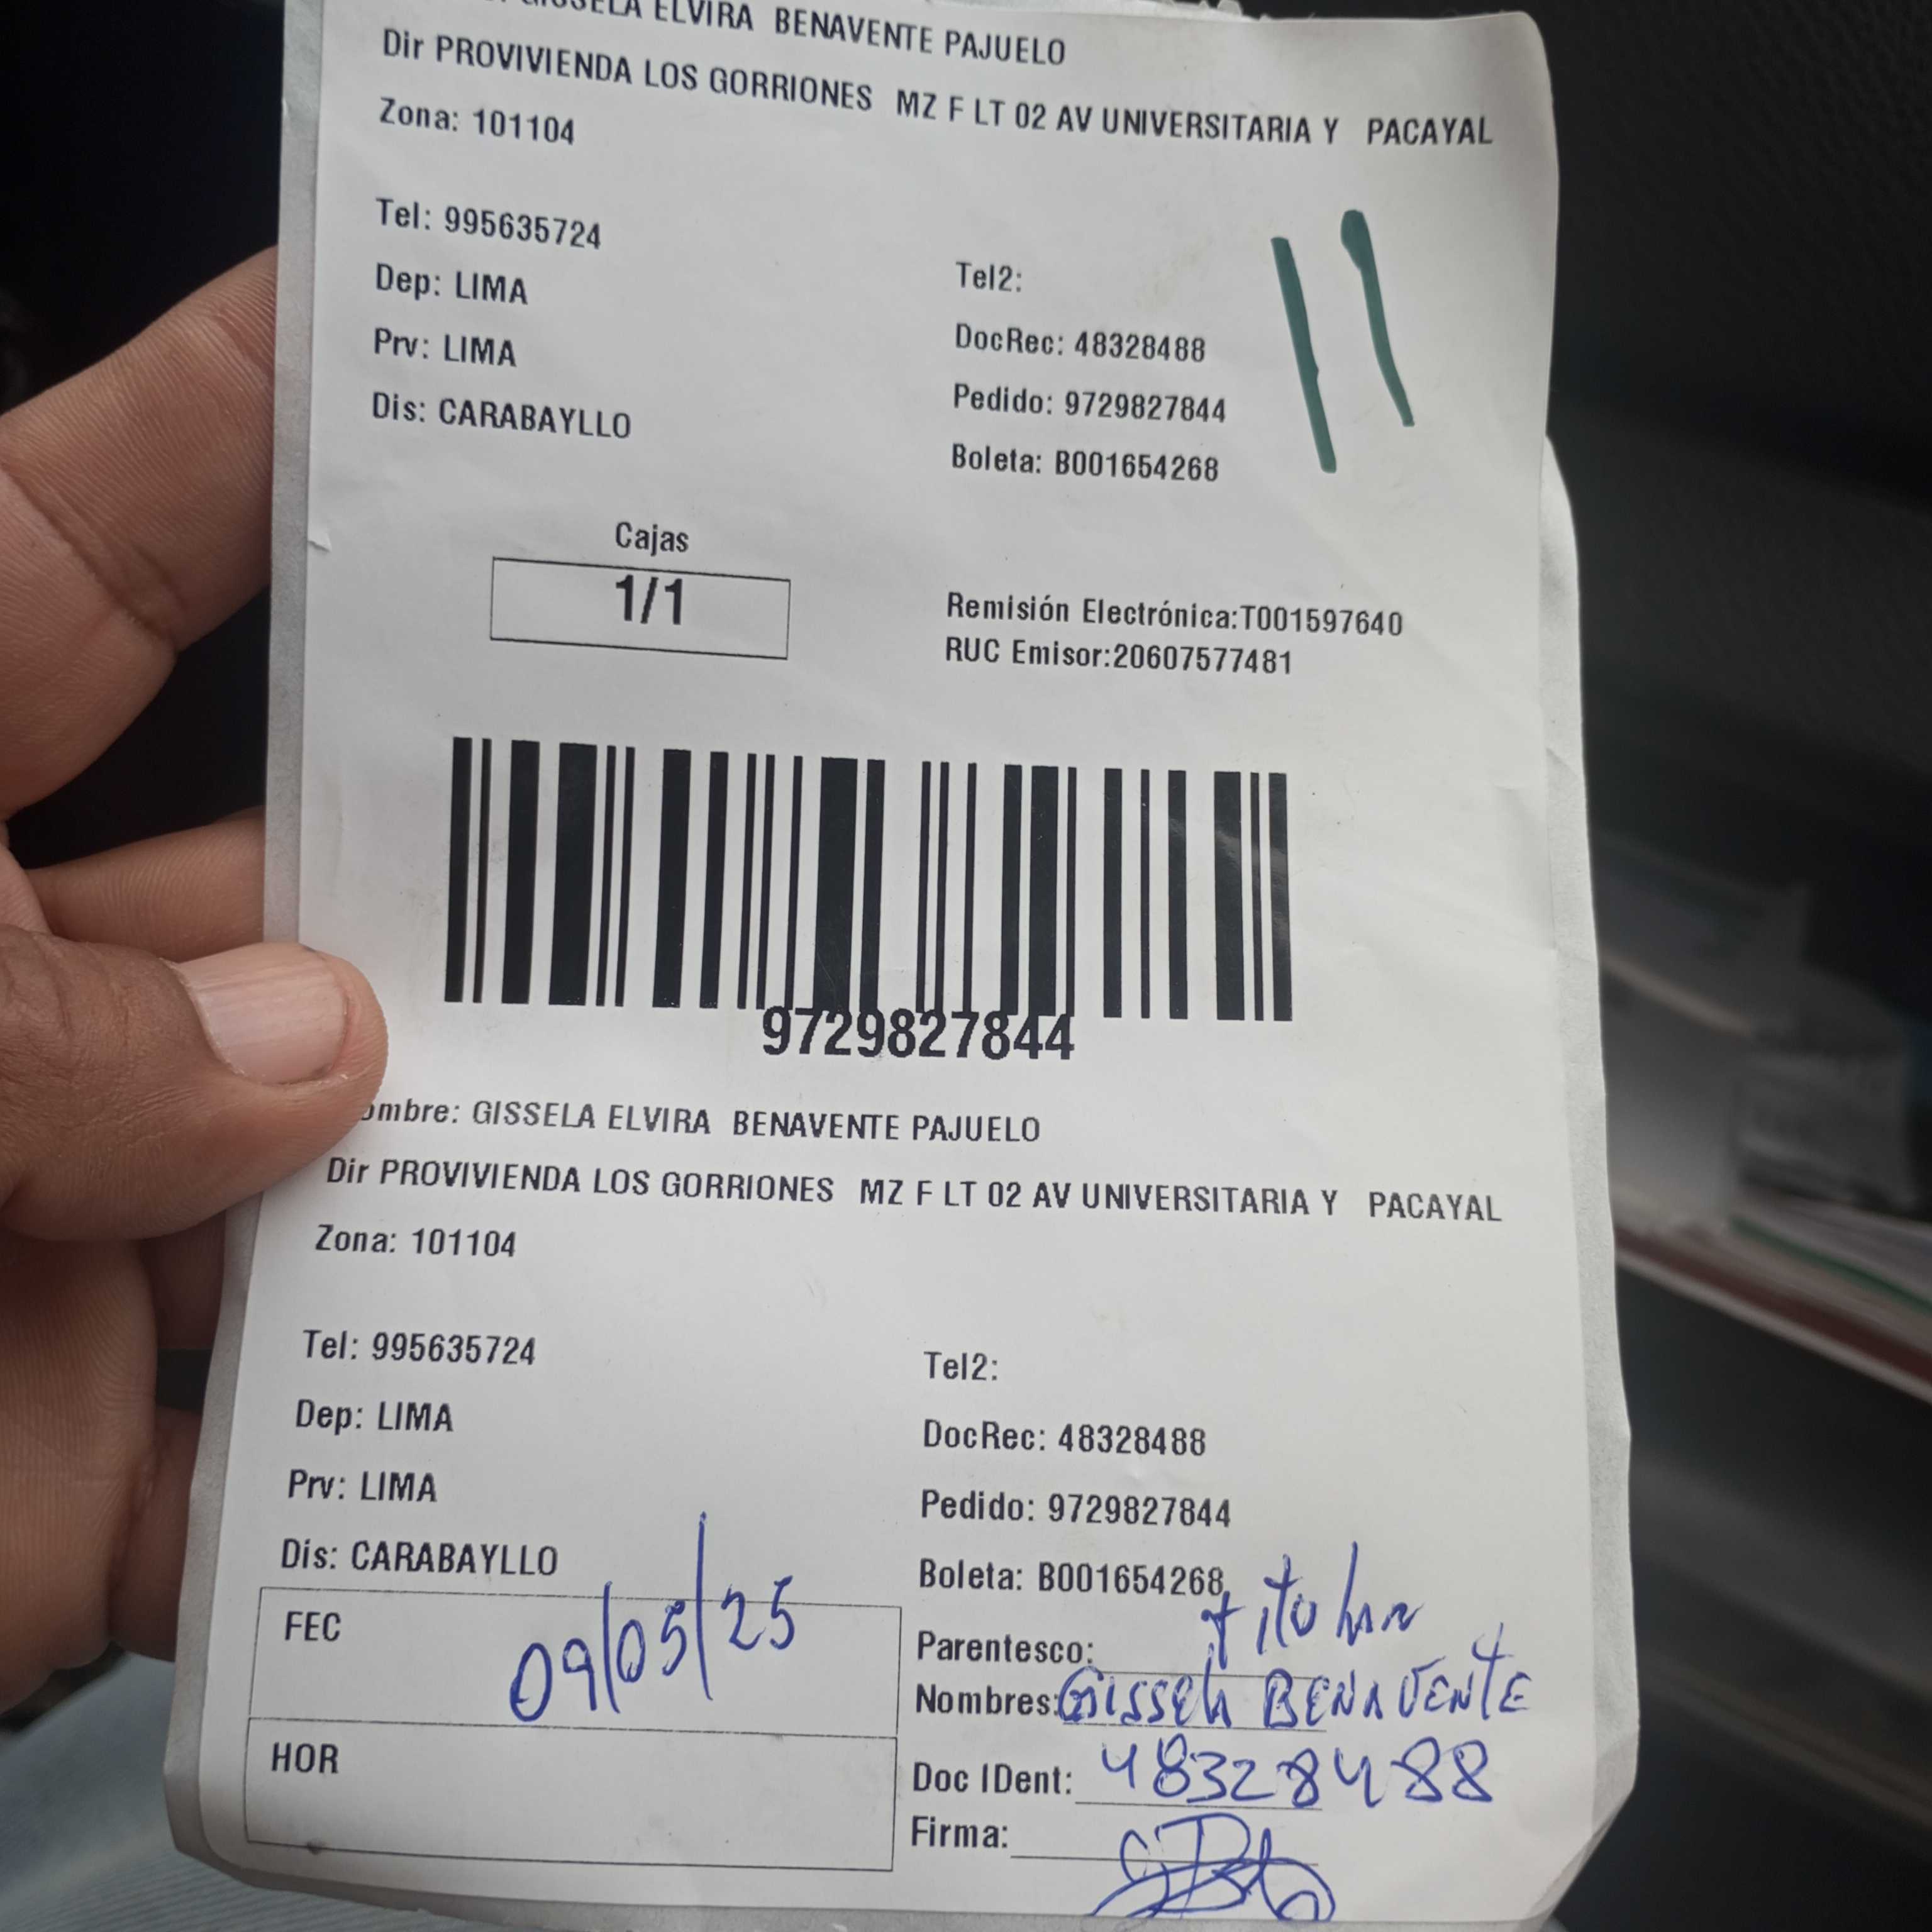 GISSELA ELVIRA BENAVENTE PAJUELO
Dir PROVIVIENDA LOS GORRIONES MZ F LT 02 AV UNIVERSITARIA Y PACAYAL
Zona: 101104
Tel: 995635724
Tel2:
Dep: LIMA
DocRec: 48328488
Prv: LIMA
Pedido: 9729827844
Dis: CARABAYLLO
Boleta: B001654268
11
Cajas
1/1
Remisión Electrónica:T001597640
RUC Emisor:20607577481
9729827844
ombre: GISSELA ELVIRA BENAVENTE PAJUELO
Dir PROVIVIENDA LOS GORRIONES MZ F LT 02 AV UNIVERSITARIA Y PACAYAL
Zona: 101104
Tel: 995635724
Tel2:
Dep: LIMA
DocRec: 48328488
Prv: LIMA
Pedido: 9729827844
Dis: CARABAYLLO
Boleta: B001654268
FEC 09/05/25
Parentesco: titular
Nombres: Gissela BENAVENTE
HOR
Doc IDent: 48328488
Firma: